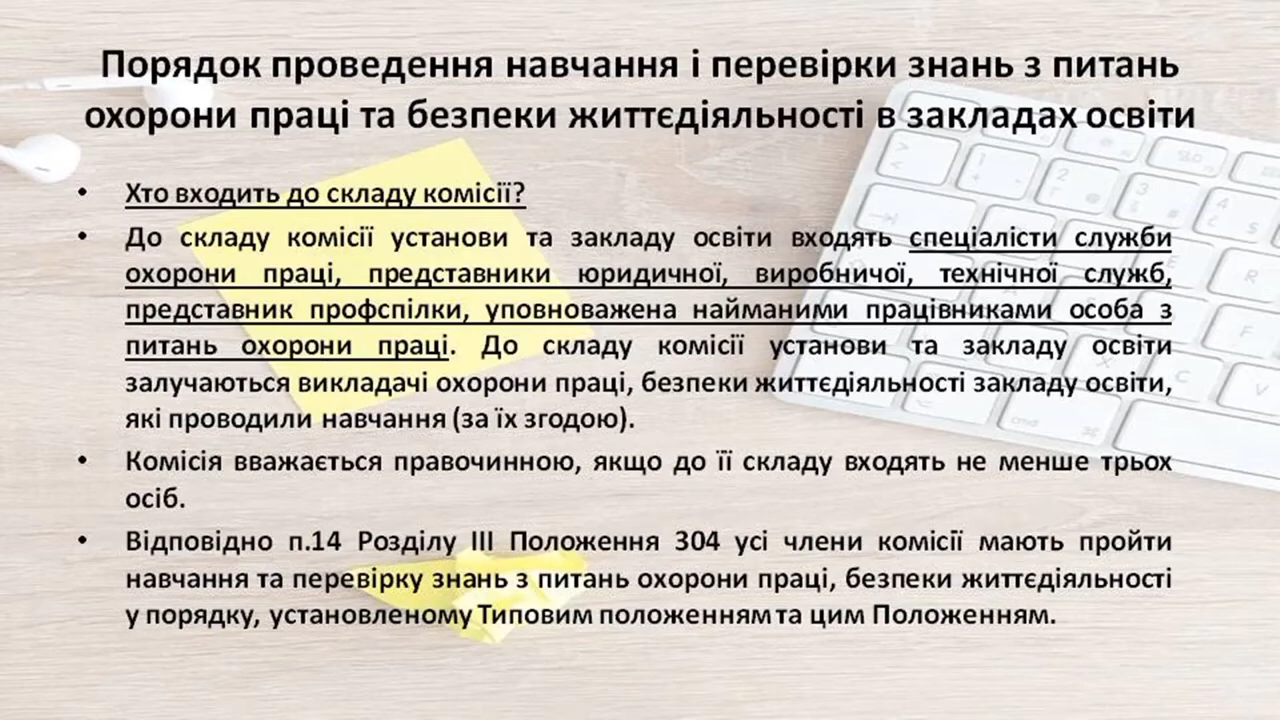 Порядок проведення навчання і перевірки знань з питань
охорони праці та безпеки життєдіяльності в закладах освіти
• Хто входить до складу комісії?
• До складу комісії установи та закладу освіти входять спеціалісти служби
охорони праці, представники юридичної, виробничої, технічної служб,
представник профспілки, уповноважена найманими працівниками особа з
питань охорони праці. До складу комісії установи та закладу освіти
залучаються викладачі охорони праці, безпеки життєдіяльності закладу освіти,
які проводили навчання (за їх згодою).
• Комісія вважається правочинною, якщо до її складу входять не менше трьох
осіб.
• Відповідно п.14 Розділу ІІІ Положення 304 усі члени комісії мають пройти
навчання та перевірку знань з питань охорони праці, безпеки життєдіяльності
у порядку, установленому Типовим положенням та цим Положенням.